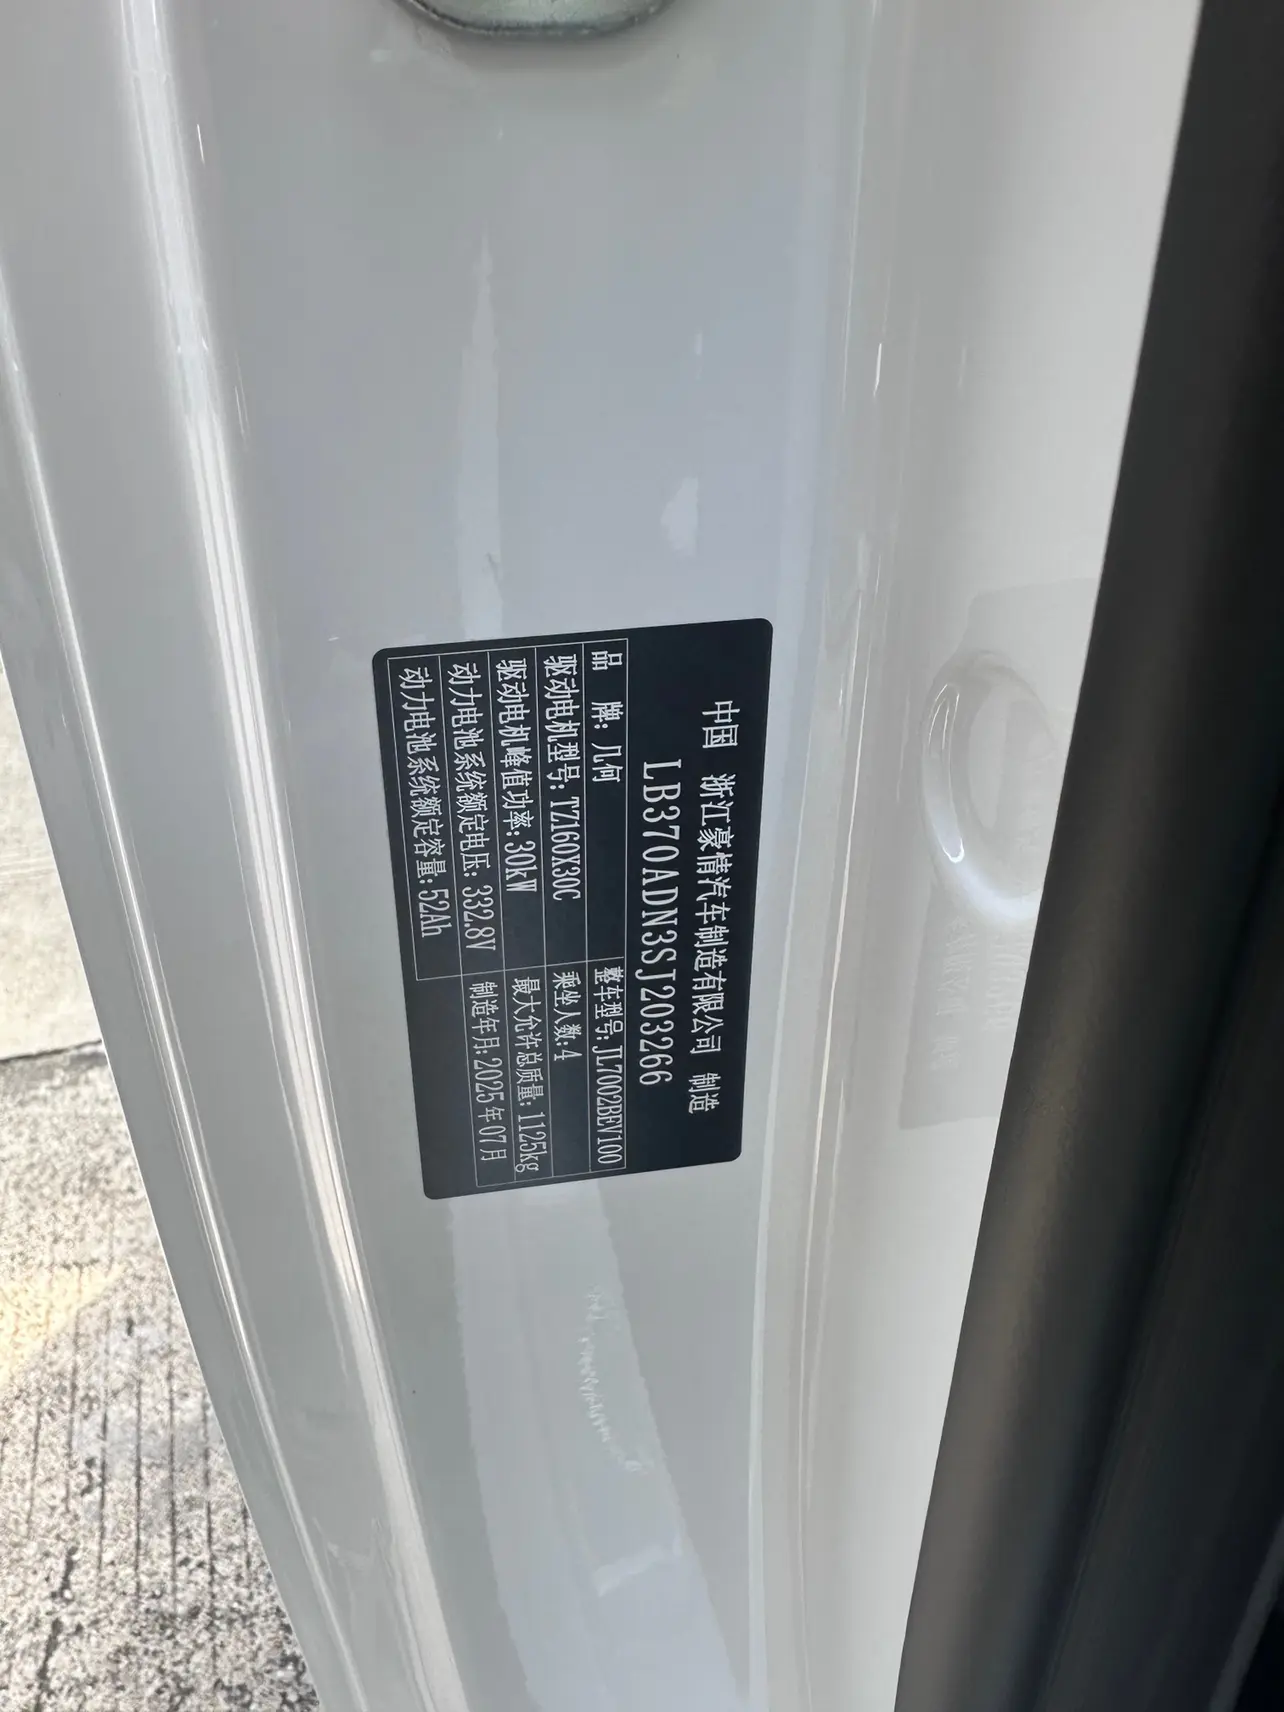 中国 浙江豪情汽车制造有限公司 制造
LB370ADN3SJ203266
品 牌: 几何 整车型号: JL7002BEV100
驱动电机型号: TZ160X30C 乘坐人数: 4
驱动电机峰值功率: 30kW 最大允许总质量: 1125kg
动力电池系统额定电压: 332.8V 制造年月: 2025年07月
动力电池系统额定容量: 52Ah